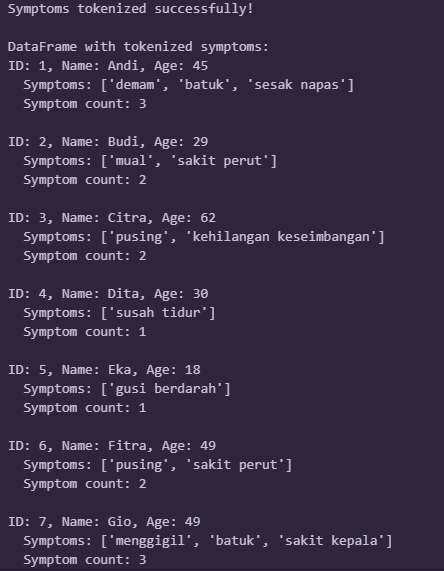 Symptoms tokenized successfully!
DataFrame with tokenized symptoms:
ID: 1, Name: Andi, Age: 45
Symptoms: ['demam', 'batuk', 'sesak napas']
Symptom count: 3
ID: 2, Name: Budi, Age: 29
Symptoms: ['mual', 'sakit perut']
Symptom count: 2
ID: 3, Name: Citra, Age: 62
Symptoms: ['pusing', 'kehilangan keseimbangan']
Symptom count: 2
ID: 4, Name: Dita, Age: 30
Symptoms: ['susah tidur']
Symptom count: 1
ID: 5, Name: Eka, Age: 18
Symptoms: ['gusi berdarah']
Symptom count: 1
ID: 6, Name: Fitra, Age: 49
Symptoms: ['pusing', 'sakit perut']
Symptom count: 2
ID: 7, Name: Gio, Age: 49
Symptoms: ['menggigil', 'batuk', 'sakit kepala']
Symptom count: 3